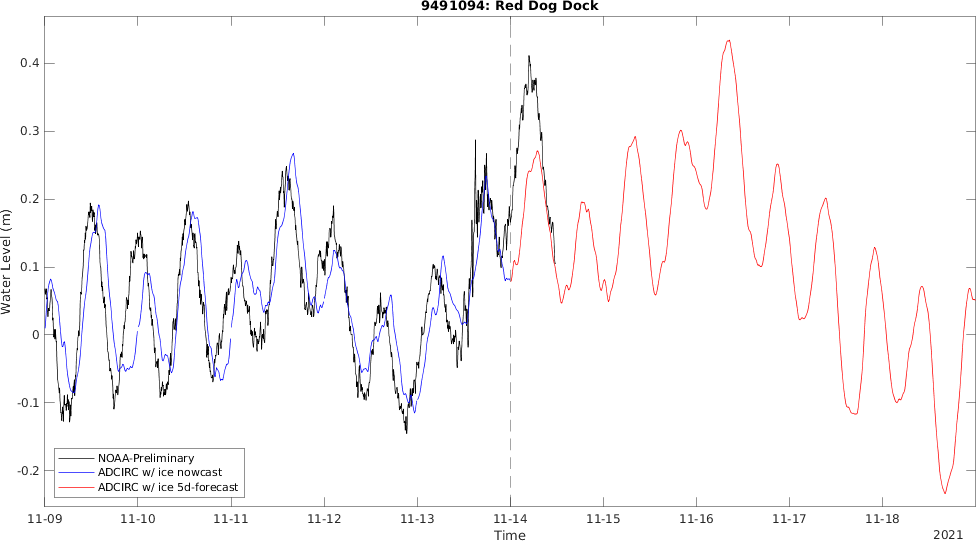 9491094: Red Dog Dock
Water Level (m)
0.4
0.3
0.2
0.1
0
-0.1
-0.2
NOAA-Preliminary
ADCIRC w/ ice nowcast
ADCIRC w/ ice 5d-forecast
11-09 11-10 11-11 11-12 11-13 11-14 11-15 11-16 11-17 11-18
Time
2021